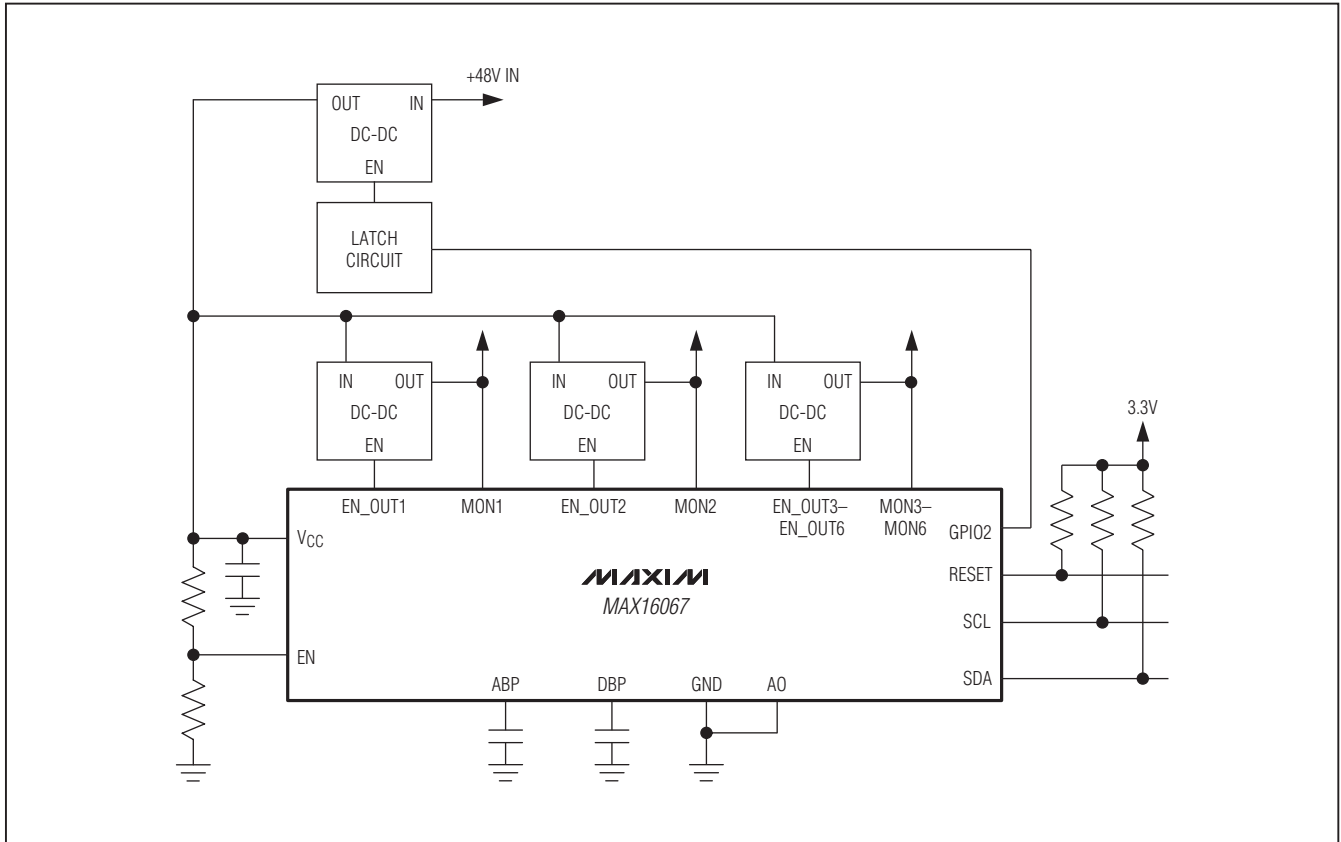 +48V IN
OUT IN
DC-DC
EN
LATCH
CIRCUIT
IN OUT
DC-DC
EN
IN OUT
DC-DC
EN
IN OUT
DC-DC
EN
3.3V
EN_OUT1
MON1
EN_OUT2
MON2
EN_OUT3–
EN_OUT6
MON3–
MON6
VCC
GPIO2
RESET
MAXIM
MAX16067
SCL
EN
SDA
ABP
DBP
GND
A0